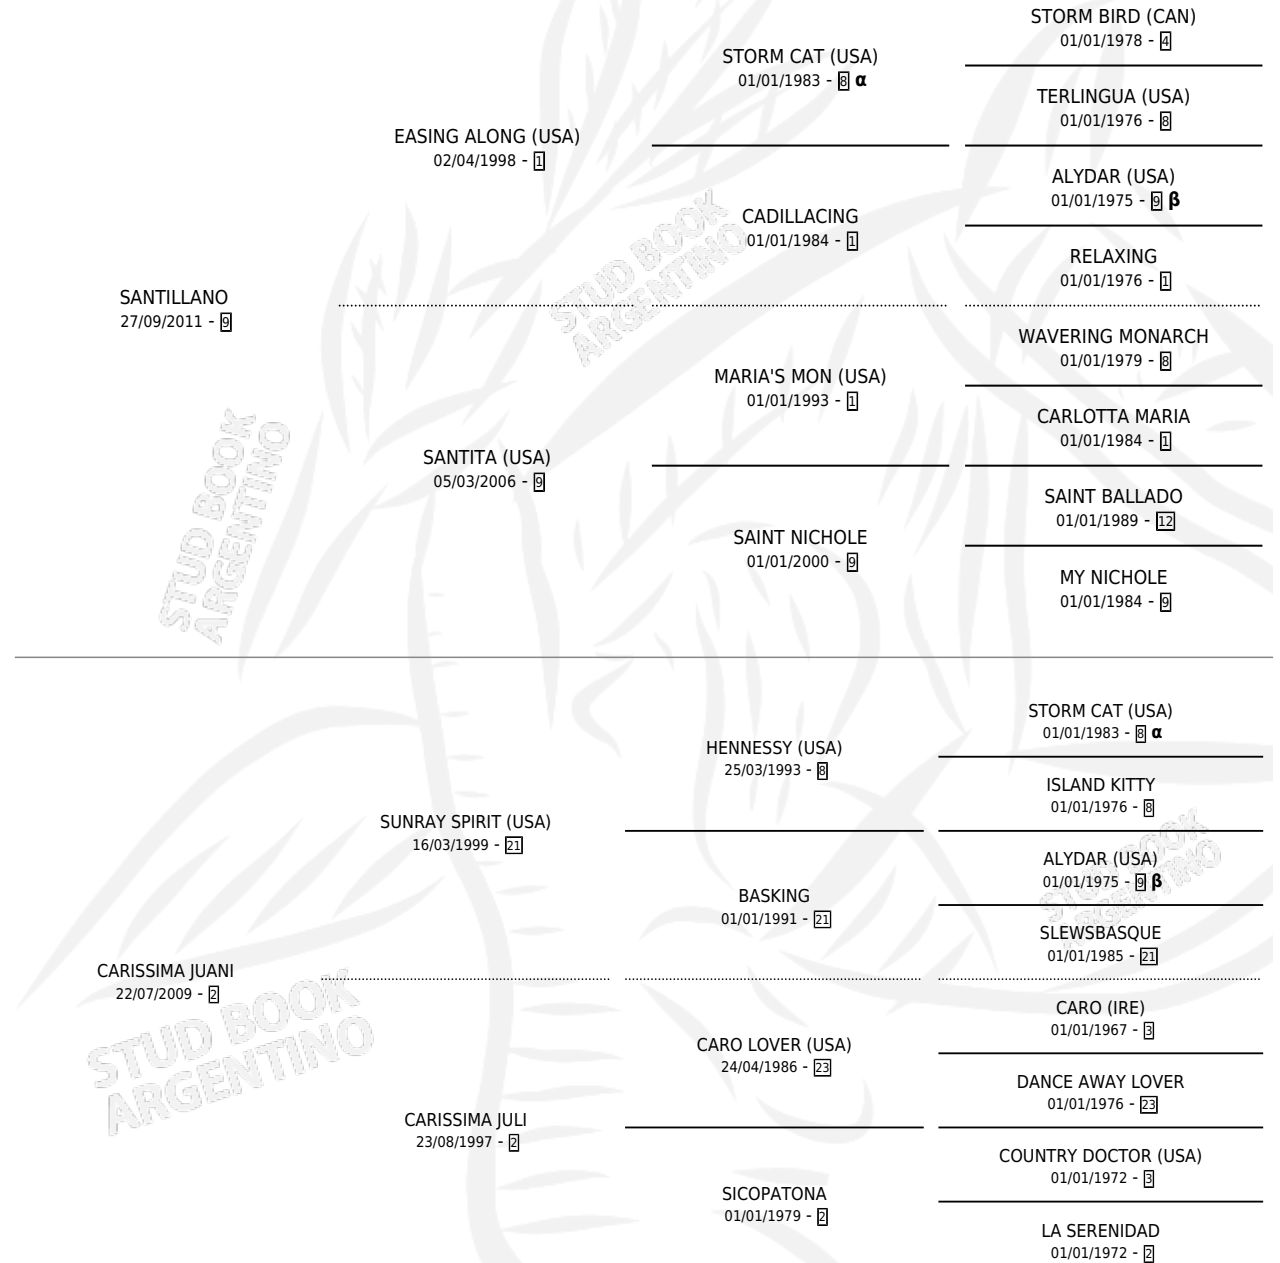 STORM BIRD (CAN)
01/01/1978 - 4
STORM CAT (USA)
01/01/1983 - 8 α
TERLINGUA (USA)
01/01/1976 - 8
EASING ALONG (USA)
02/04/1998 - 1
ALYDAR (USA)
01/01/1975 - 9 β
CADILLACING
01/01/1984 - 1
RELAXING
01/01/1976 - 1
SANTILLANO
27/09/2011 - 9
WAVERING MONARCH
01/01/1979 - 8
MARIA'S MON (USA)
01/01/1993 - 1
CARLOTTA MARIA
01/01/1984 - 1
SANTITA (USA)
05/03/2006 - 9
SAINT BALLADO
01/01/1989 - 12
SAINT NICHOLE
01/01/2000 - 9
MY NICHOLE
01/01/1984 - 9
STORM CAT (USA)
01/01/1983 - 8 α
HENNESSY (USA)
25/03/1993 - 8
ISLAND KITTY
01/01/1976 - 8
SUNRAY SPIRIT (USA)
16/03/1999 - 21
ALYDAR (USA)
01/01/1975 - 9 β
BASKING
01/01/1991 - 21
SLEWSBASQUE
01/01/1985 - 21
CARISSIMA JUANI
22/07/2009 - 2
CARO (IRE)
01/01/1967 - 3
CARO LOVER (USA)
24/04/1986 - 23
DANCE AWAY LOVER
01/01/1976 - 23
CARISSIMA JULI
23/08/1997 - 2
COUNTRY DOCTOR (USA)
01/01/1972 - 3
SICOPATONA
01/01/1979 - 2
LA SERENIDAD
01/01/1972 - 2
STUD BOOK
ARGENTINO
STUD BOOK
ARGENTINO
STUD BOOK
ARGENTINO
STUD BOOK
ARGENTINO